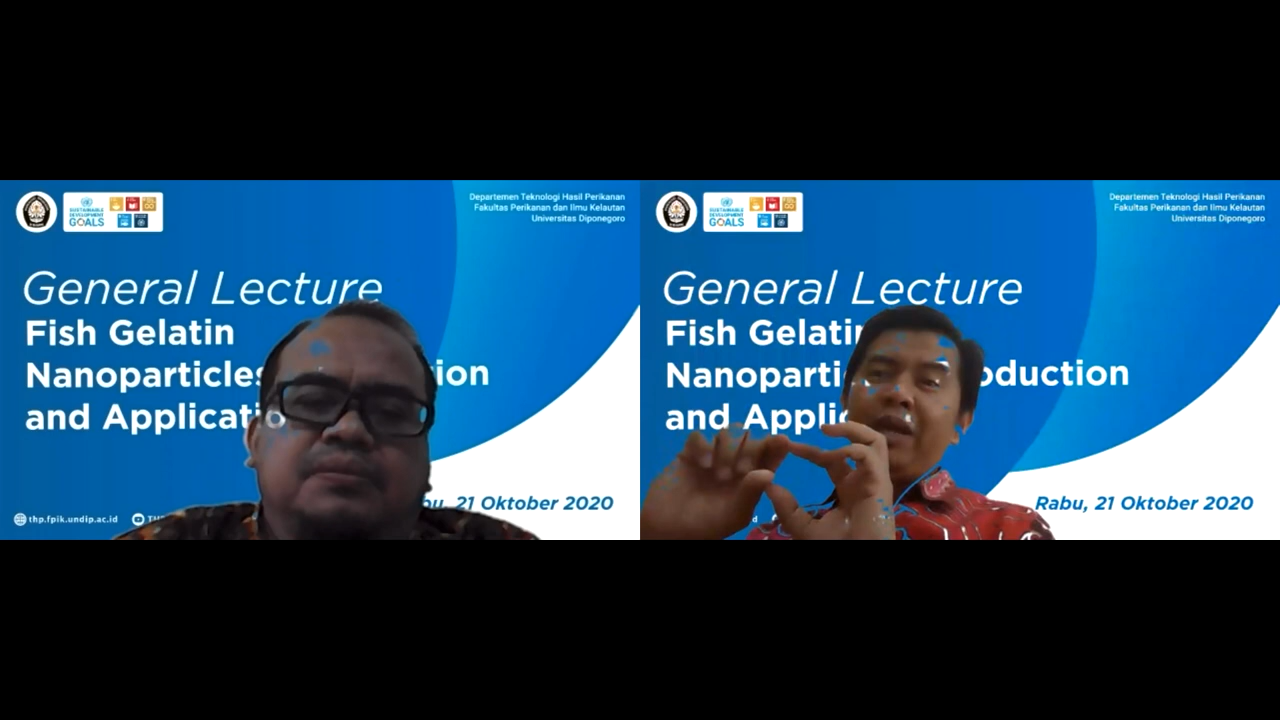 SUSTAINABLE
DEVELOPMENT
GOALS
Departemen Teknologi Hasil Perikanan
Fakultas Perikanan dan Ilmu Kelautan
Universitas Diponegoro
General Lecture
Fish Gelatin
Nanoparticles ion
and Applicatio
bu, 21 Oktober 2020
thp.fpik.undip.ac.id
SUSTAINABLE
DEVELOPMENT
GOALS
Departemen Teknologi Hasil Perikanan
Fakultas Perikanan dan Ilmu Kelautan
Universitas Diponegoro
General Lecture
Fish Gelatin
Nanoparti oduction
and Applic
Rabu, 21 Oktober 2020